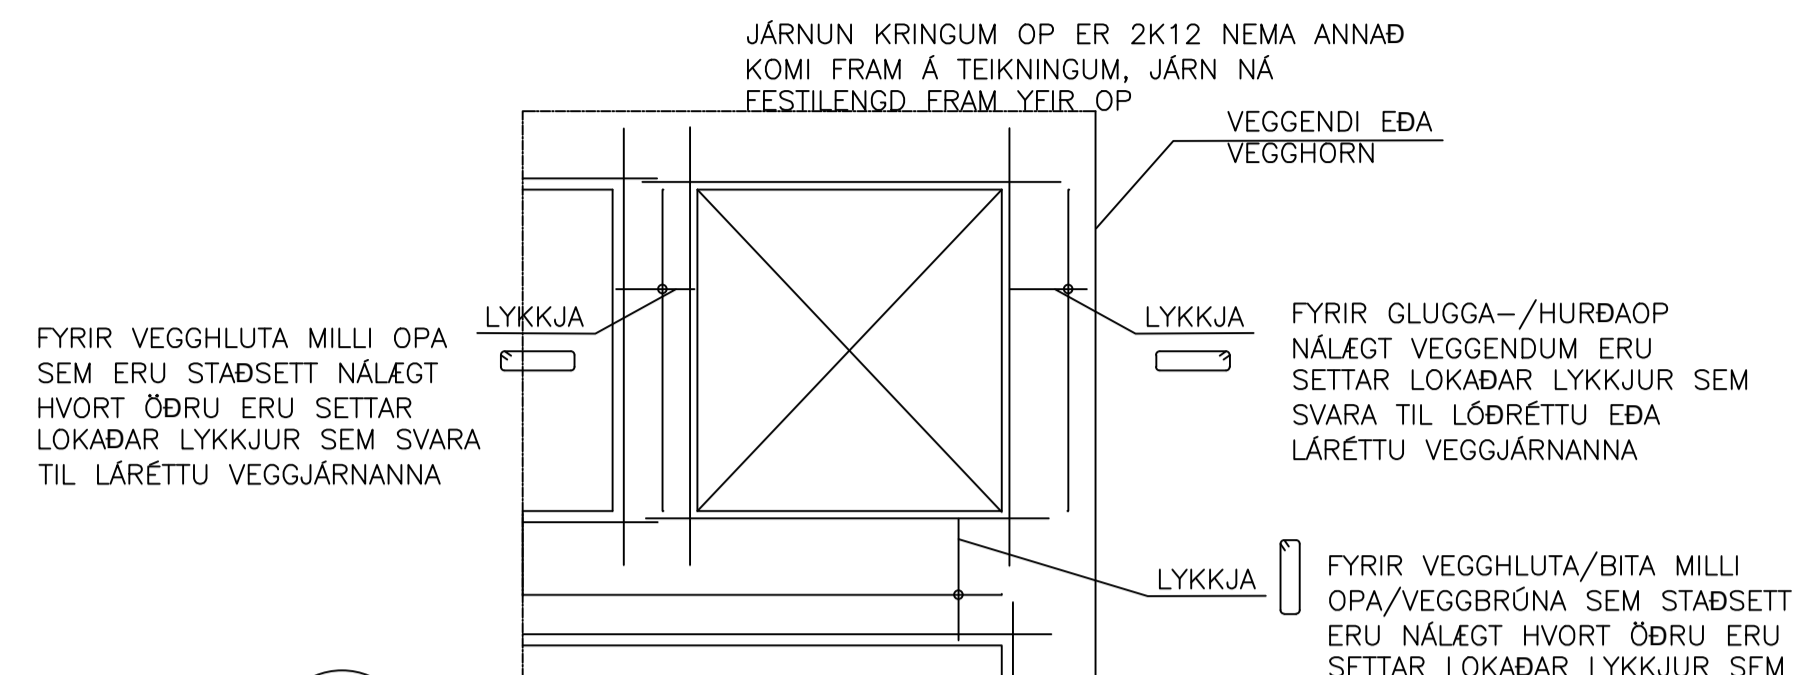 JÁRNUN KRINGUM OP ER 2K12 NEMA ANNAÐ
KOMI FRAM Á TEIKNINGUM, JÁRN NÁ
FESTILENGD FRAM YFIR OP
VEGGENDI EÐA
VEGGHORN
LYKKJA
FYRIR VEGGHLUTA MILLI OPA
SEM ERU STAÐSETT NÁLÆGT
HVORT ÖÐRU ERU SETTAR
LOKAÐAR LYKKJUR SEM SVARA
TIL LÁRÉTTU VEGGJÁRNANNA
LYKKJA
FYRIR GLUGGA-/HURÐAOP
NÁLÆGT VEGGENDUM ERU
SETTAR LOKAÐAR LYKKJUR SEM
SVARA TIL LÓÐRÉTTU EÐA
LÁRÉTTU VEGGJÁRNANNA
LYKKJA
FYRIR VEGGHLUTA/BITA MILLI
OPA/VEGGBRÚNA SEM STAÐSETT
ERU NÁLÆGT HVORT ÖÐRU ERU
SETTAR LOKAÐAR LYKKJUR SEM